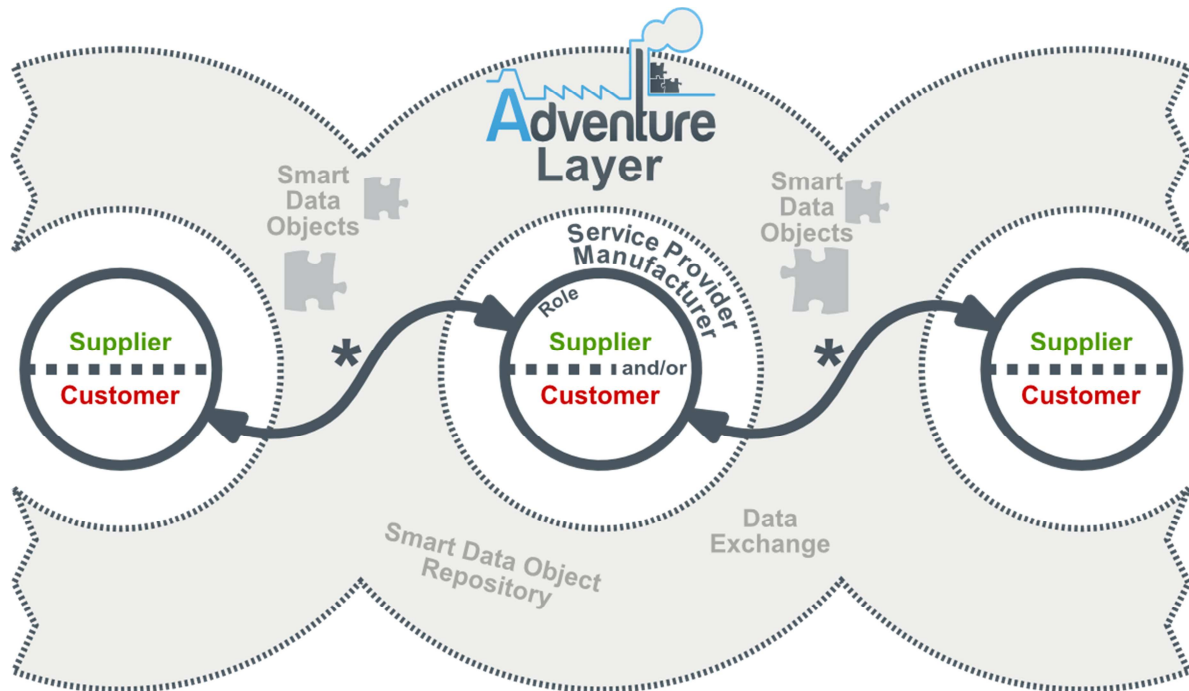 Adventure
Layer
Smart
Data
Objects
Smart
Data
Objects
Service Provider
Manufacturer
Role
Supplier
Customer
*
Supplier
and/or
Customer
*
Supplier
Customer
Smart Data Object
Repository
Data
Exchange